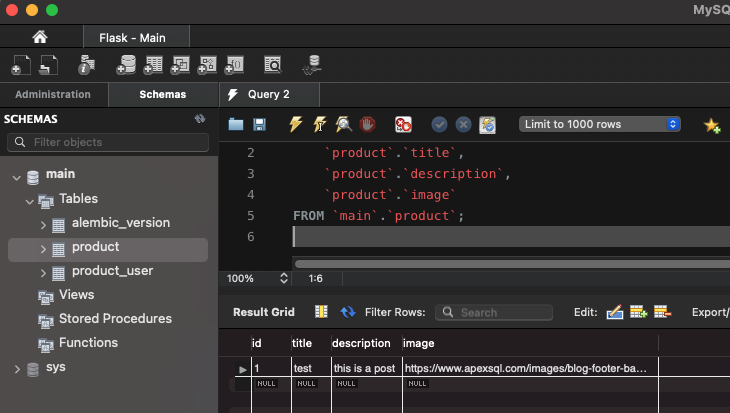 MySQ
Flask - Main
Administration
Schemas
Query 2
SCHEMAS
Filter objects
main
Tables
alembic_version
product
product_user
Views
Stored Procedures
Functions
sys
Limit to 1000 rows
2 `product`.`title`,
3 `product`.`description`,
4 `product`.`image`
5 FROM `main`.`product`;
6
100% 1:6
Result Grid Filter Rows: Search Edit: Export/
id title description image
1 test this is a post https://www.apexsql.com/images/blog-footer-ba...
NULL NULL NULL NULL